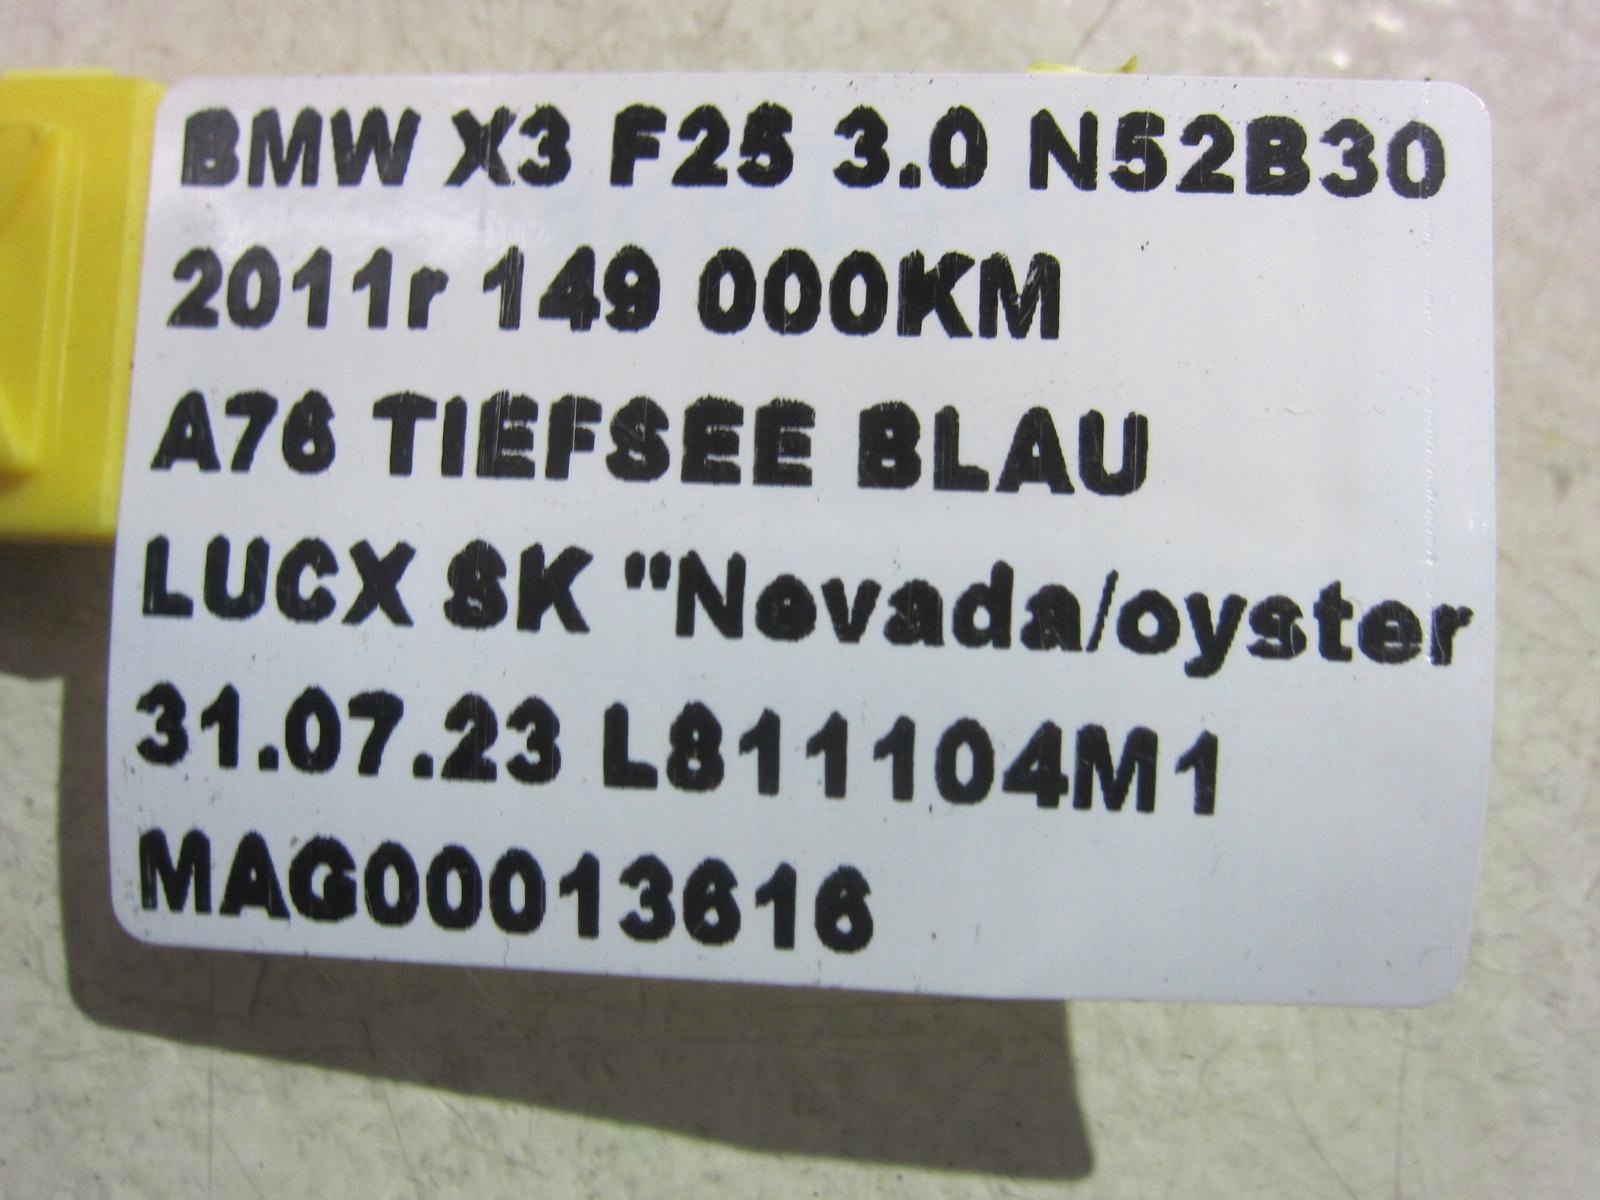 BMW X3 F25 3.0 N52B30
2011r 149 000KM
A76 TIEFSEE BLAU
LUCX SK "Nevada/oyster
31.07.23 L811104M1
MAG00013616